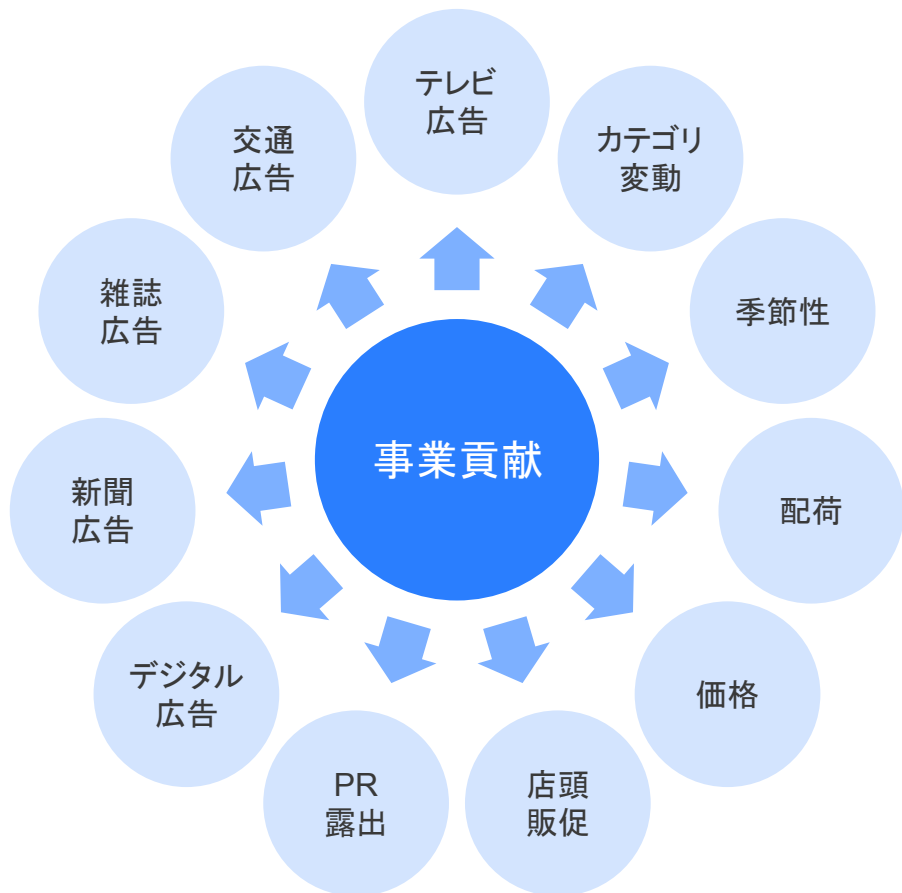 テレビ
広告
カテゴリ
変動
季節性
配荷
価格
店頭
販促
PR
露出
デジタル
広告
新聞
広告
雑誌
広告
交通
広告
事業貢献